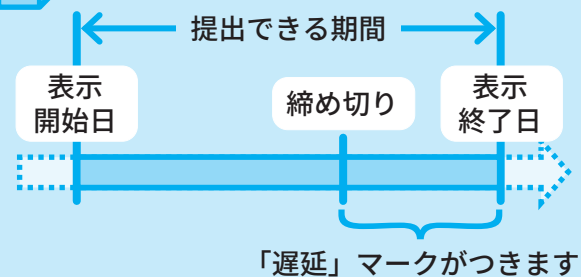 提出できる期間
表示
開始日
締め切り
表示
終了日
「遅延」マークがつきます